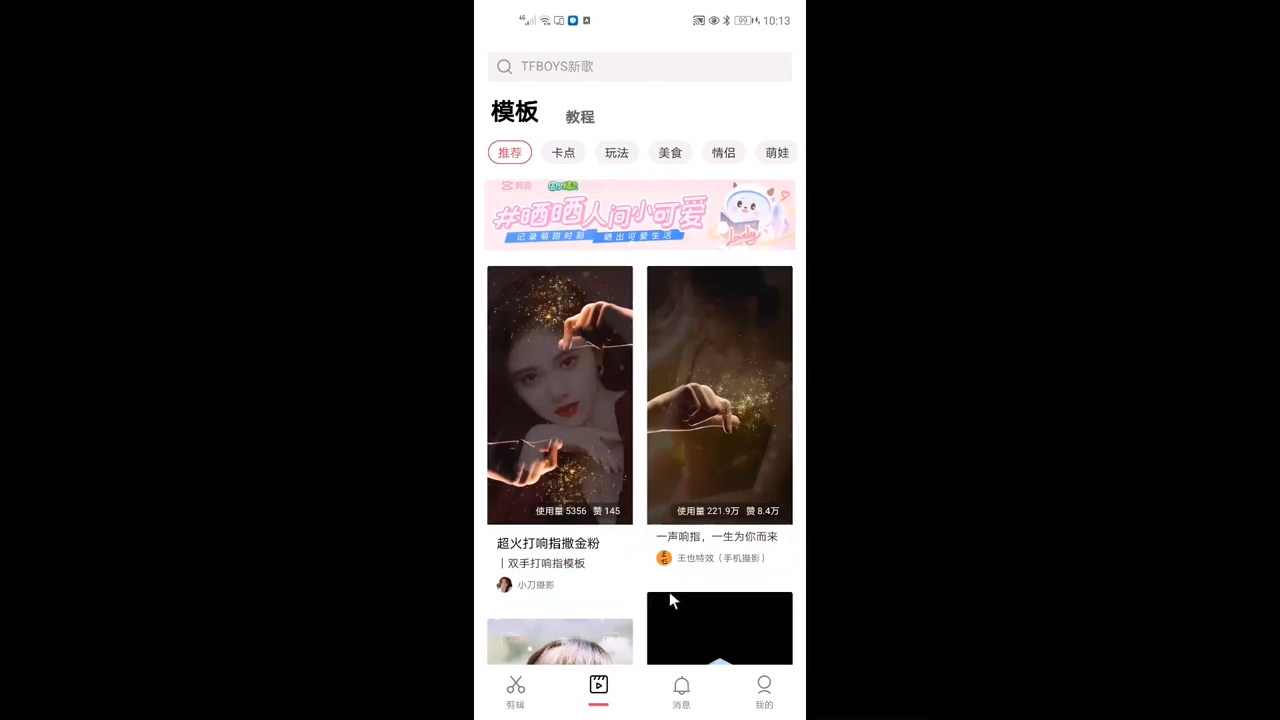 4G 99 10:13
TFBOYS新歌
模板 教程
推荐 卡点 玩法 美食 情侣 萌娃
剪映
#晒晒人间小可爱
记录萌甜时刻 晒出可爱生活
使用量 5356 赞 145
使用量 221.9万 赞 8.4万
超火打响指撒金粉
｜双手打响指模板
小刀摄影
一声响指，一生为你而来
王也特效（手机摄影）
剪辑 消息 我的